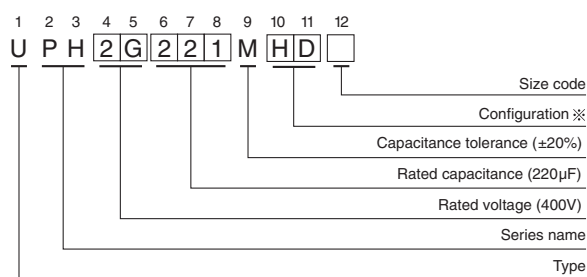 1 2 3 4 5 6 7 8 9 10 11 12
U P H 2 G 2 2 1 M H D
Size code
Configuration ※
Capacitance tolerance (±20%)
Rated capacitance (220µF)
Rated voltage (400V)
Series name
Type